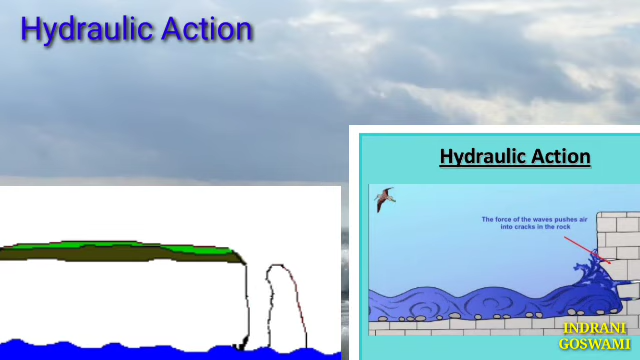 Hydraulic Action
Hydraulic Action
The force of the waves pushes air
into cracks in the rock
INDRANI
GOSWAMI